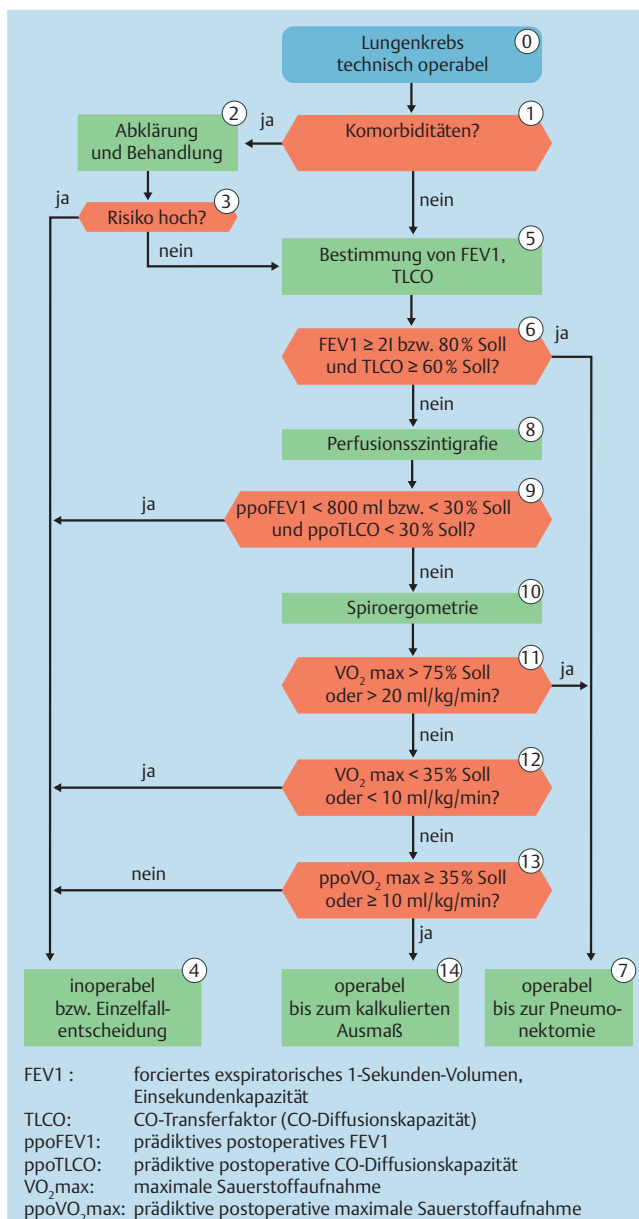 0
Lungenkrebs
technisch operabel
1
Komorbiditäten?
ja
2
Abklärung
und Behandlung
nein
3
Risiko hoch?
ja
nein
5
Bestimmung von FEV1,
TLCO
6
FEV1 ≥ 2l bzw. 80% Soll
und TLCO ≥ 60% Soll?
ja
nein
8
Perfusionsszintigrafie
9
ppoFEV1 < 800 ml bzw. < 30% Soll
und ppoTLCO < 30% Soll?
ja
nein
10
Spiroergometrie
11
VO₂ max > 75% Soll
oder > 20 ml/kg/min?
ja
nein
12
VO₂ max < 35% Soll
oder < 10 ml/kg/min?
ja
nein
13
ppoVO₂ max ≥ 35% Soll
oder ≥ 10 ml/kg/min?
nein
ja
4
inoperabel
bzw. Einzelfall-
entscheidung
14
operabel
bis zum kalkulierten
Ausmaß
7
operabel
bis zur Pneumo-
nektomie
FEV1 : forciertes exspiratorisches 1-Sekunden-Volumen,
Einsekundenkapazität
TLCO: CO-Transferfaktor (CO-Diffusionskapazität)
ppoFEV1: prädiktives postoperatives FEV1
ppoTLCO: prädiktive postoperative CO-Diffusionskapazität
VO₂max: maximale Sauerstoffaufnahme
ppoVO₂max: prädiktive postoperative maximale Sauerstoffaufnahme